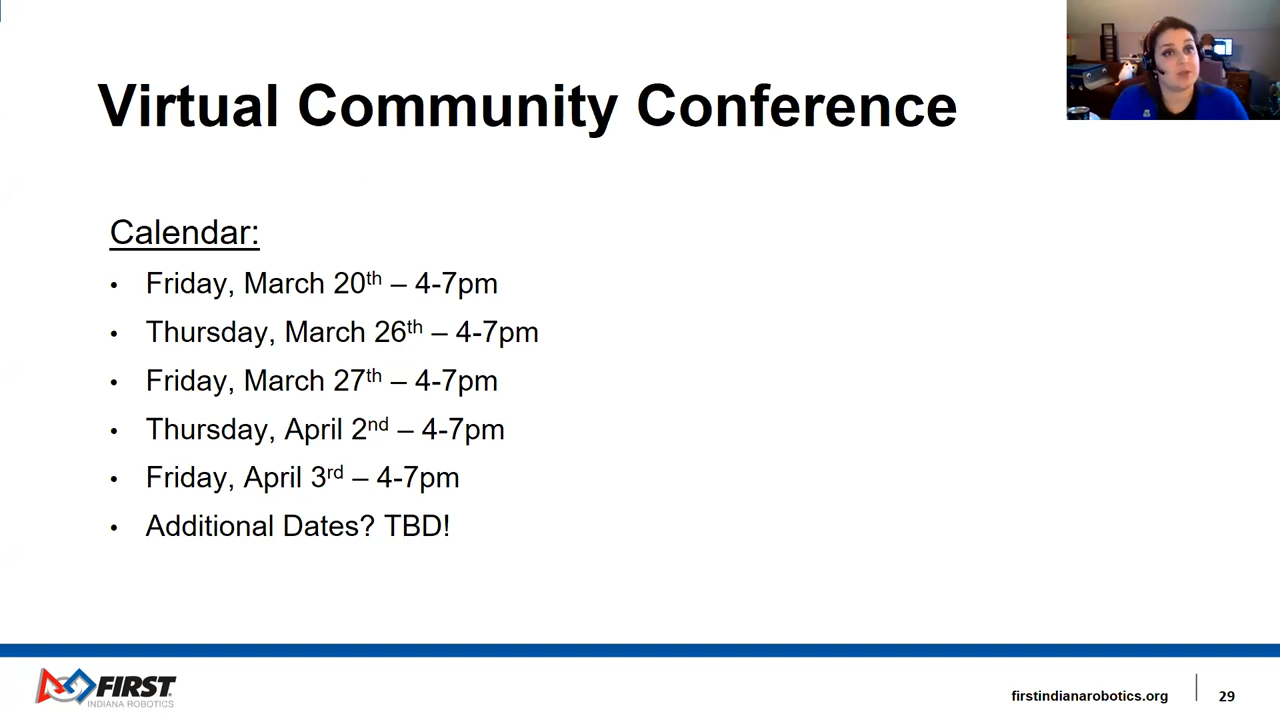 Virtual Community Conference
Calendar:
• Friday, March 20th – 4-7pm
• Thursday, March 26th – 4-7pm
• Friday, March 27th – 4-7pm
• Thursday, April 2nd – 4-7pm
• Friday, April 3rd – 4-7pm
• Additional Dates? TBD!
FIRST
INDIANA ROBOTICS
firstindianarobotics.org
29